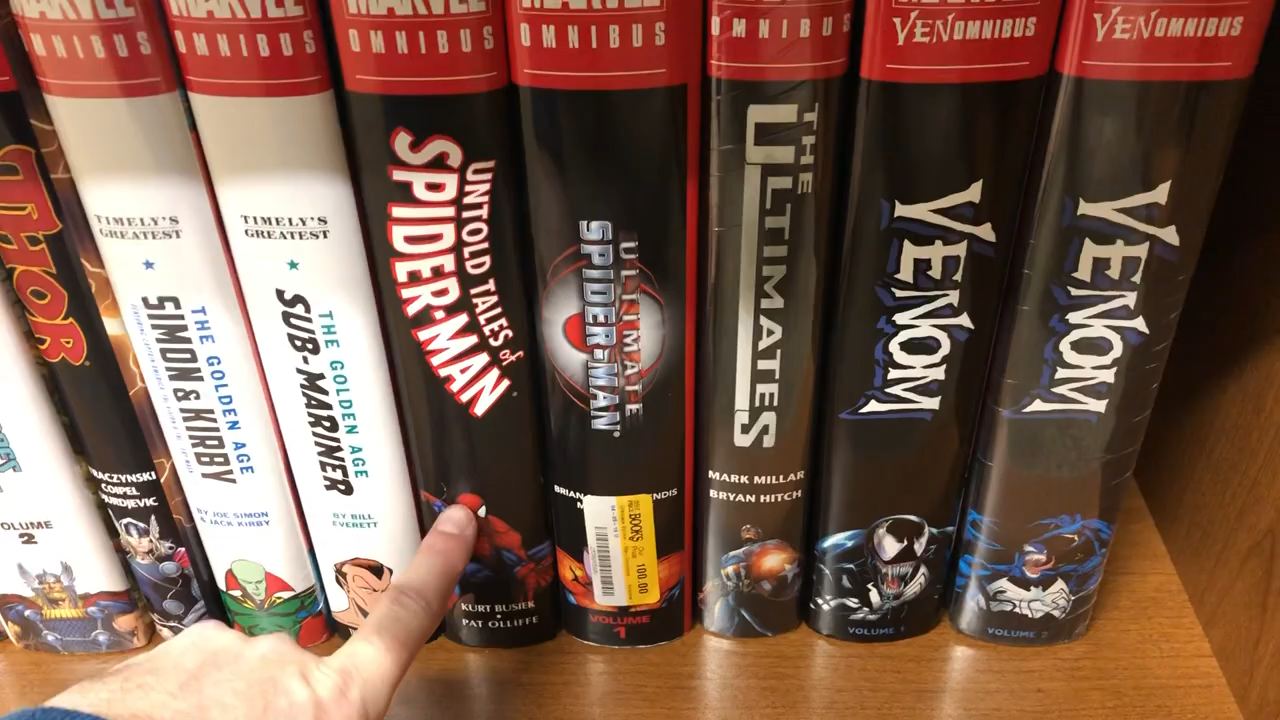 MARVEL
OMNIBUS
MARVEL
OMNIBUS
MARVEL
OMNIBUS
MARVEL
OMNIBUS
OMNIBUS
VENOMNIBUS
VENOMNIBUS
VOLUME
2
THOR
COIPEL
TIMELY'S
GREATEST
THE GOLDEN AGE
SIMON & KIRBY
BY JOE SIMON
& JACK KIRBY
TIMELY'S
GREATEST
THE GOLDEN AGE
SUB-MARINER
BY BILL
EVERETT
UNTOLD TALES of
SPIDER-MAN
KURT BUSIEK
PAT OLLIFFE
ULTIMATE
SPIDER-MAN
BRIAN
BOOKS
100.00
VOLUME
1
THE
ULTIMATES
MARK MILLAR
BRYAN HITCH
VENOM
VOLUME 1
VENOM
VOLUME 2